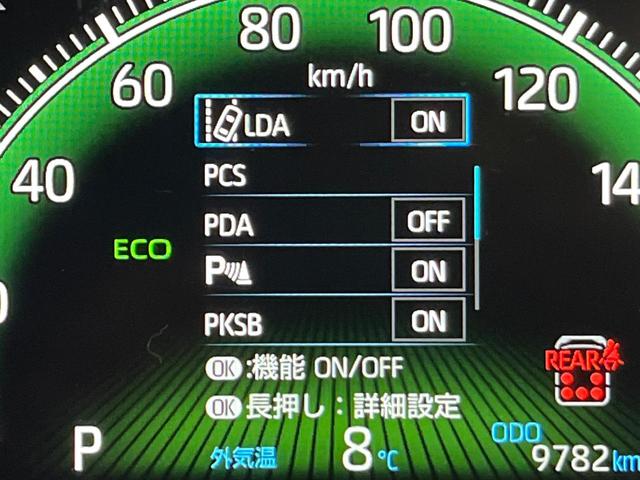 80 100
60 km/h 120
LDA ON
40 PCS 14
PDA OFF
ECO
P ON
PKSB ON
OK:機能 ON/OFF
REAR
OK 長押し：詳細設定
P 外気温 8℃ ODO 9782km